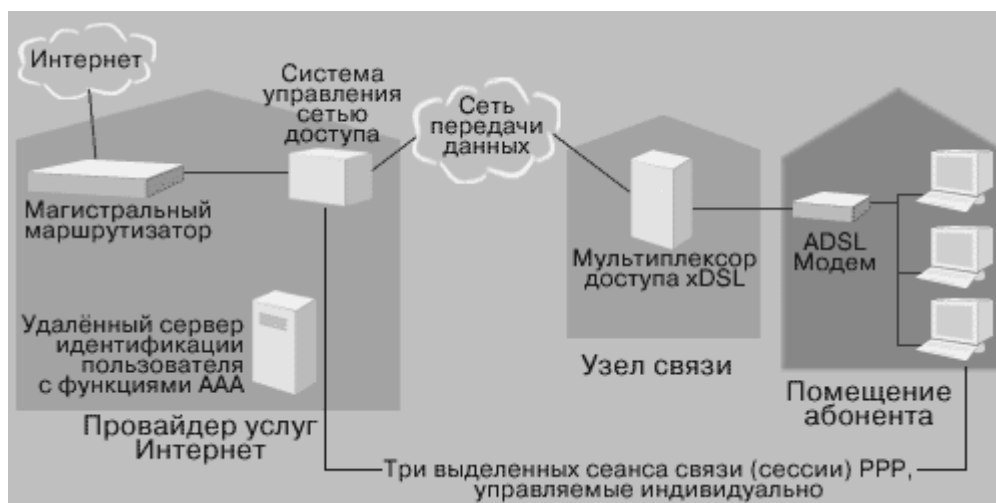 Интернет
Система
управления
сетью
доступа
Сеть
передачи
данных
Магистральный
маршрутизатор
Мультиплексор
доступа xDSL
ADSL
Модем
Удалённый сервер
идентификации
пользователя
с функциями AAA
Узел связи
Помещение
абонента
Провайдер услуг
Интернет
Три выделенных сеанса связи (сессии) PPP,
управляемые индивидуально